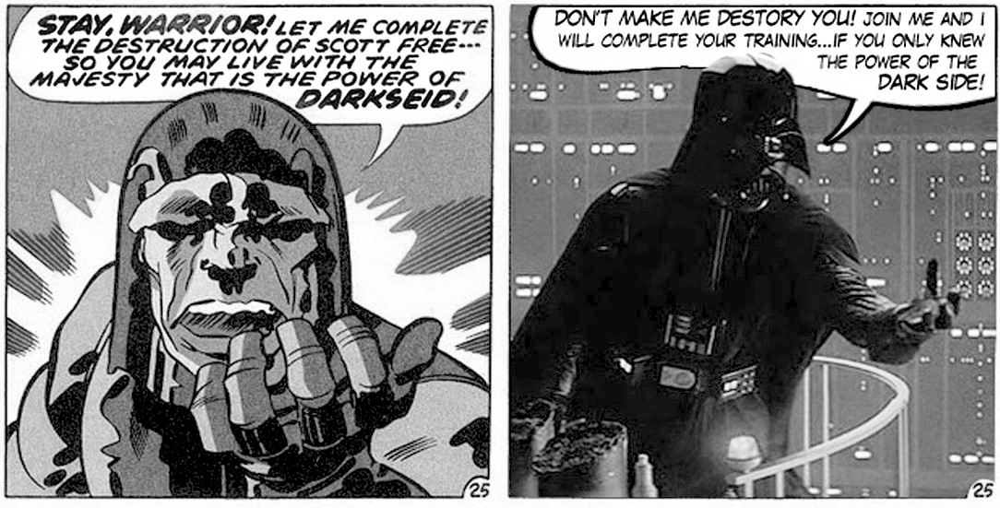 STAY, WARRIOR! LET ME COMPLETE
THE DESTRUCTION OF SCOTT FREE---
SO YOU MAY LIVE WITH THE
MAJESTY THAT IS THE POWER OF
DARKSEID!
25
DON'T MAKE ME DESTORY YOU! JOIN ME AND I
WILL COMPLETE YOUR TRAINING...IF YOU ONLY KNEW
THE POWER OF THE
DARK SIDE!
25